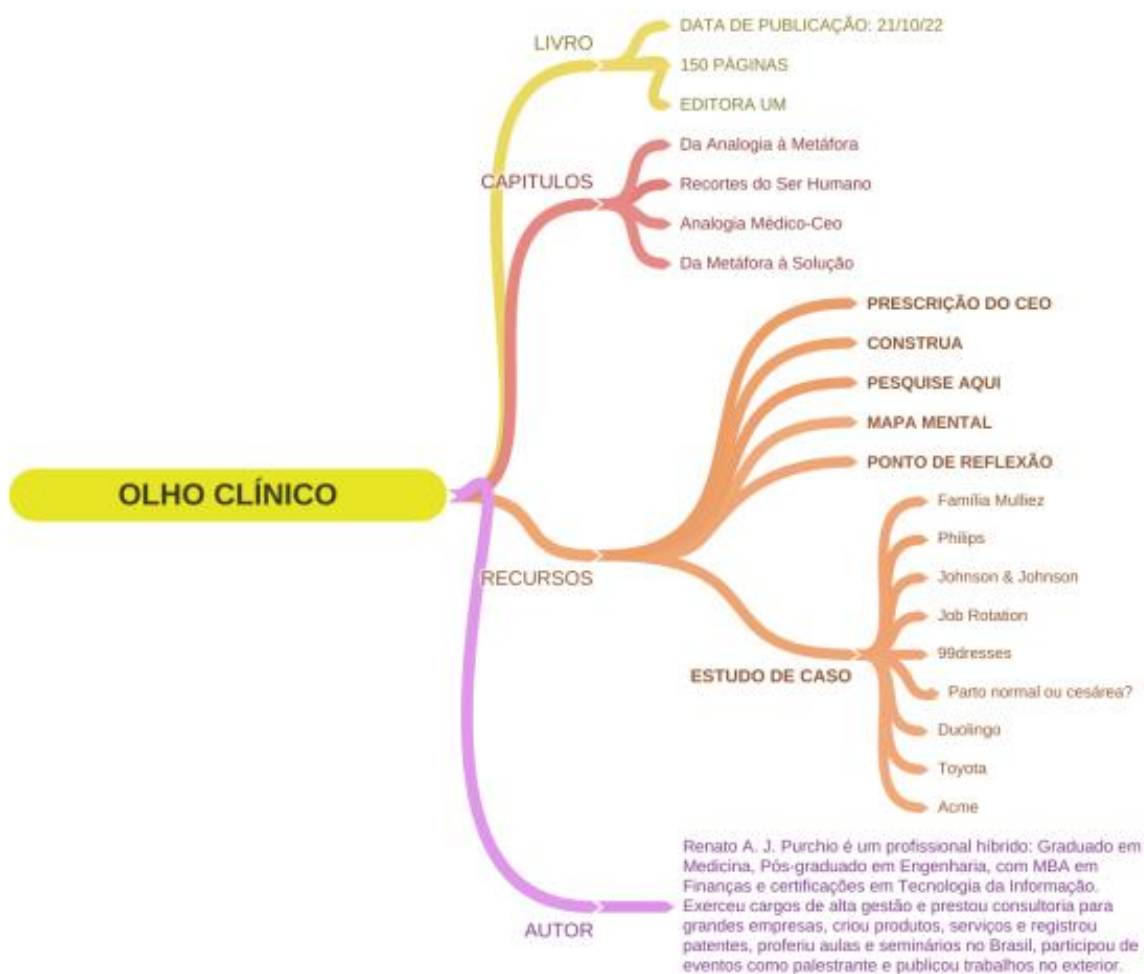 LIVRO
DATA DE PUBLICAÇÃO: 21/10/22
150 PÁGINAS
EDITORA UM
CAPITULOS
Da Analogia à Metáfora
Recortes do Ser Humano
Analogia Médico-Ceo
Da Metáfora à Solução
OLHO CLÍNICO
RECURSOS
PRESCRIÇÃO DO CEO
CONSTRUA
PESQUISE AQUI
MAPA MENTAL
PONTO DE REFLEXÃO
ESTUDO DE CASO
Família Mulliez
Philips
Johnson & Johnson
Job Rotation
99dresses
Parto normal ou cesárea?
Duolingo
Toyota
Acme
AUTOR
Renato A. J. Purchio é um profissional híbrido: Graduado em
Medicina, Pós-graduado em Engenharia, com MBA em
Finanças e certificações em Tecnologia da Informação.
Exerceu cargos de alta gestão e prestou consultoria para
grandes empresas, criou produtos, serviços e registrou
patentes, proferiu aulas e seminários no Brasil, participou de
eventos como palestrante e publicou trabalhos no exterior.